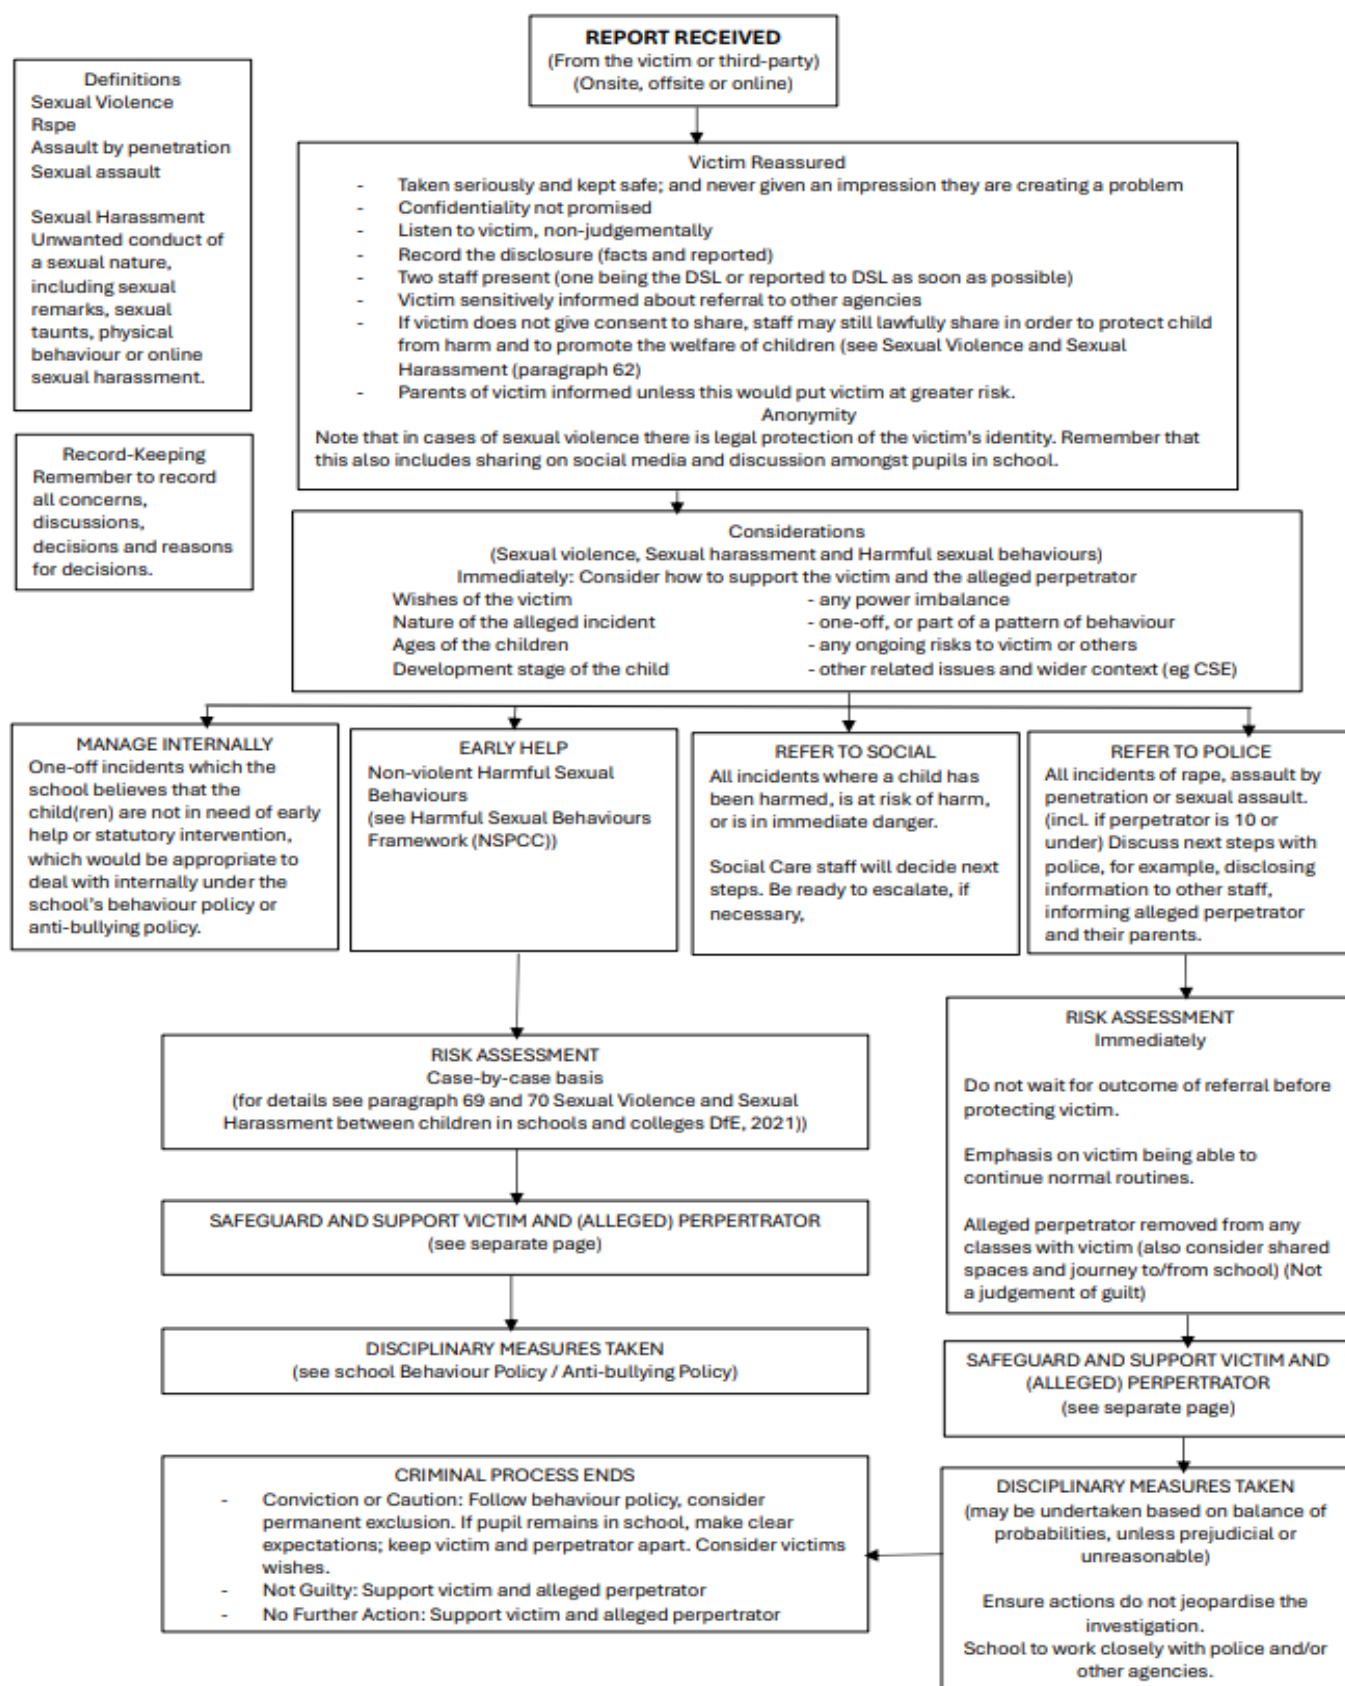 REPORT RECEIVED
(From the victim or third-party)
(Onsite, offsite or online)
Definitions
Sexual Violence
Rspe
Assault by penetration
Sexual assault
Sexual Harassment
Unwanted conduct of
a sexual nature,
including sexual
remarks, sexual
taunts, physical
behaviour or online
sexual harassment.
Record-Keeping
Remember to record
all concerns,
discussions,
decisions and reasons
for decisions.
Victim Reassured
- Taken seriously and kept safe; and never given an impression they are creating a problem
- Confidentiality not promised
- Listen to victim, non-judgementally
- Record the disclosure (facts and reported)
- Two staff present (one being the DSL or reported to DSL as soon as possible)
- Victim sensitively informed about referral to other agencies
- If victim does not give consent to share, staff may still lawfully share in order to protect child
from harm and to promote the welfare of children (see Sexual Violence and Sexual
Harassment (paragraph 62)
- Parents of victim informed unless this would put victim at greater risk.
Anonymity
Note that in cases of sexual violence there is legal protection of the victim's identity. Remember that
this also includes sharing on social media and discussion amongst pupils in school.
Considerations
(Sexual violence, Sexual harassment and Harmful sexual behaviours)
Immediately: Consider how to support the victim and the alleged perpetrator
Wishes of the victim - any power imbalance
Nature of the alleged incident - one-off, or part of a pattern of behaviour
Ages of the children - any ongoing risks to victim or others
Development stage of the child - other related issues and wider context (eg CSE)
MANAGE INTERNALLY
One-off incidents which the
school believes that the
child(ren) are not in need of early
help or statutory intervention,
which would be appropriate to
deal with internally under the
school's behaviour policy or
anti-bullying policy.
EARLY HELP
Non-violent Harmful Sexual
Behaviours
(see Harmful Sexual Behaviours
Framework (NSPCC))
REFER TO SOCIAL
All incidents where a child has
been harmed, is at risk of harm,
or is in immediate danger.
Social Care staff will decide next
steps. Be ready to escalate, if
necessary,
REFER TO POLICE
All incidents of rape, assault by
penetration or sexual assault.
(incl. if perpetrator is 10 or
under) Discuss next steps with
police, for example, disclosing
information to other staff,
informing alleged perpetrator
and their parents.
RISK ASSESSMENT
Case-by-case basis
(for details see paragraph 69 and 70 Sexual Violence and Sexual
Harassment between children in schools and colleges DfE, 2021))
SAFEGUARD AND SUPPORT VICTIM AND (ALLEGED) PERPERTRATOR
(see separate page)
DISCIPLINARY MEASURES TAKEN
(see school Behaviour Policy / Anti-bullying Policy)
RISK ASSESSMENT
Immediately
Do not wait for outcome of referral before
protecting victim.
Emphasis on victim being able to
continue normal routines.
Alleged perpetrator removed from any
classes with victim (also consider shared
spaces and journey to/from school) (Not
a judgement of guilt)
SAFEGUARD AND SUPPORT VICTIM AND
(ALLEGED) PERPERTRATOR
(see separate page)
DISCIPLINARY MEASURES TAKEN
(may be undertaken based on balance of
probabilities, unless prejudicial or
unreasonable)
Ensure actions do not jeopardise the
investigation.
School to work closely with police and/or
other agencies.
CRIMINAL PROCESS ENDS
- Conviction or Caution: Follow behaviour policy, consider
permanent exclusion. If pupil remains in school, make clear
expectations; keep victim and perpetrator apart. Consider victims
wishes.
- Not Guilty: Support victim and alleged perpetrator
- No Further Action: Support victim and alleged perpertrator